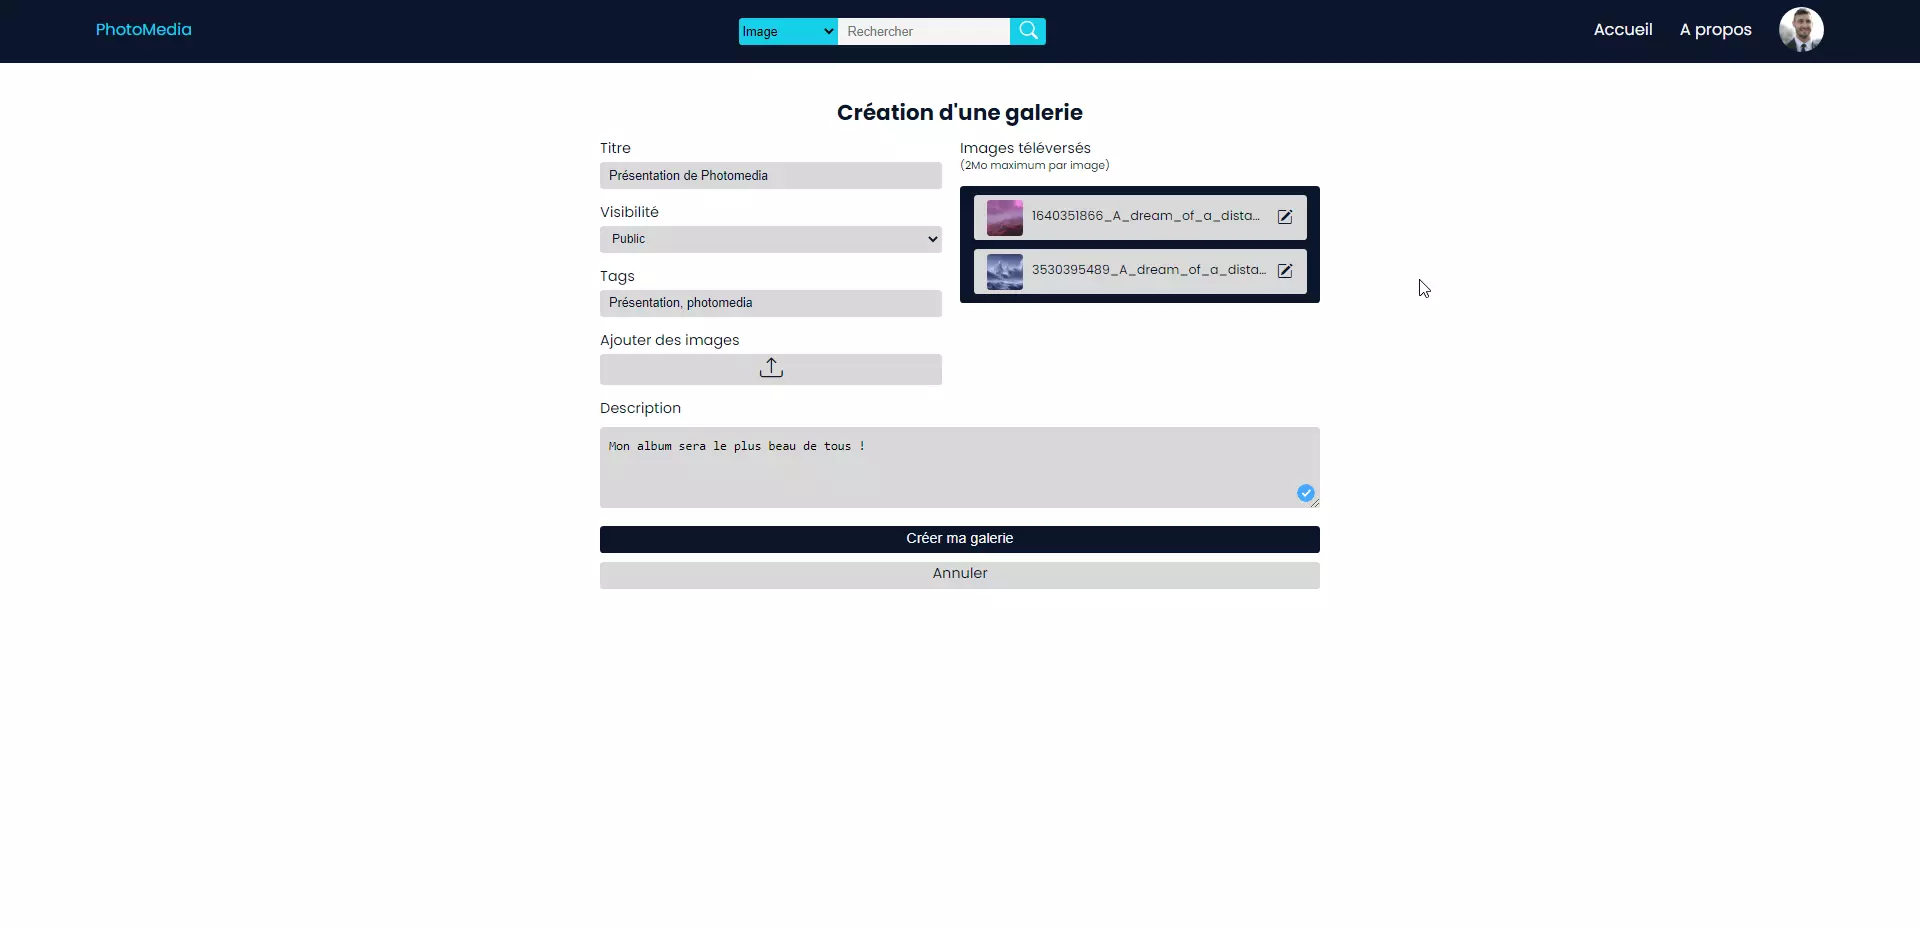 PhotoMedia
Image
Rechercher
Accueil
A propos
Création d'une galerie
Titre
Présentation de Photomedia
Visibilité
Public
Tags
Présentation, photomedia
Ajouter des images
Images téléversés
(2Mo maximum par image)
1640351866_A_dream_of_a_dista...
3530395489_A_dream_of_a_dista...
Description
Mon album sera le plus beau de tous !
Créer ma galerie
Annuler